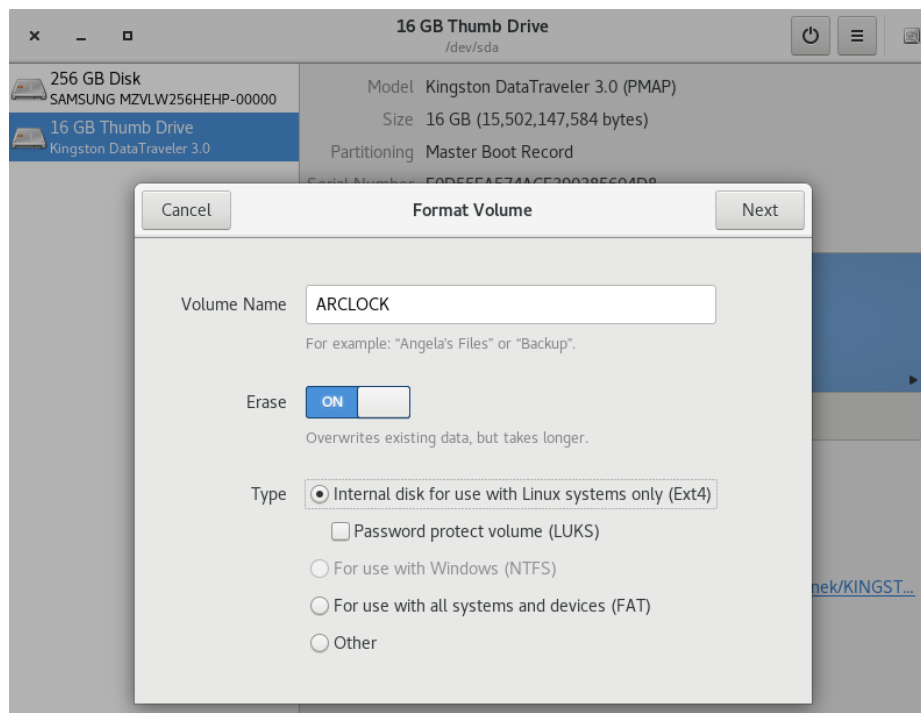 16 GB Thumb Drive
/dev/sda
256 GB Disk
SAMSUNG MZVLW256HEHP-00000
16 GB Thumb Drive
Kingston DataTraveler 3.0
Model Kingston DataTraveler 3.0 (PMAP)
Size 16 GB (15,502,147,584 bytes)
Partitioning Master Boot Record
Serial Number
Cancel
Format Volume
Next
Volume Name
ARCLOCK
For example: “Angela's Files” or “Backup”.
Erase
ON
Overwrites existing data, but takes longer.
Type
Internal disk for use with Linux systems only (Ext4)
Password protect volume (LUKS)
For use with Windows (NTFS)
nek/KINGST...
For use with all systems and devices (FAT)
Other